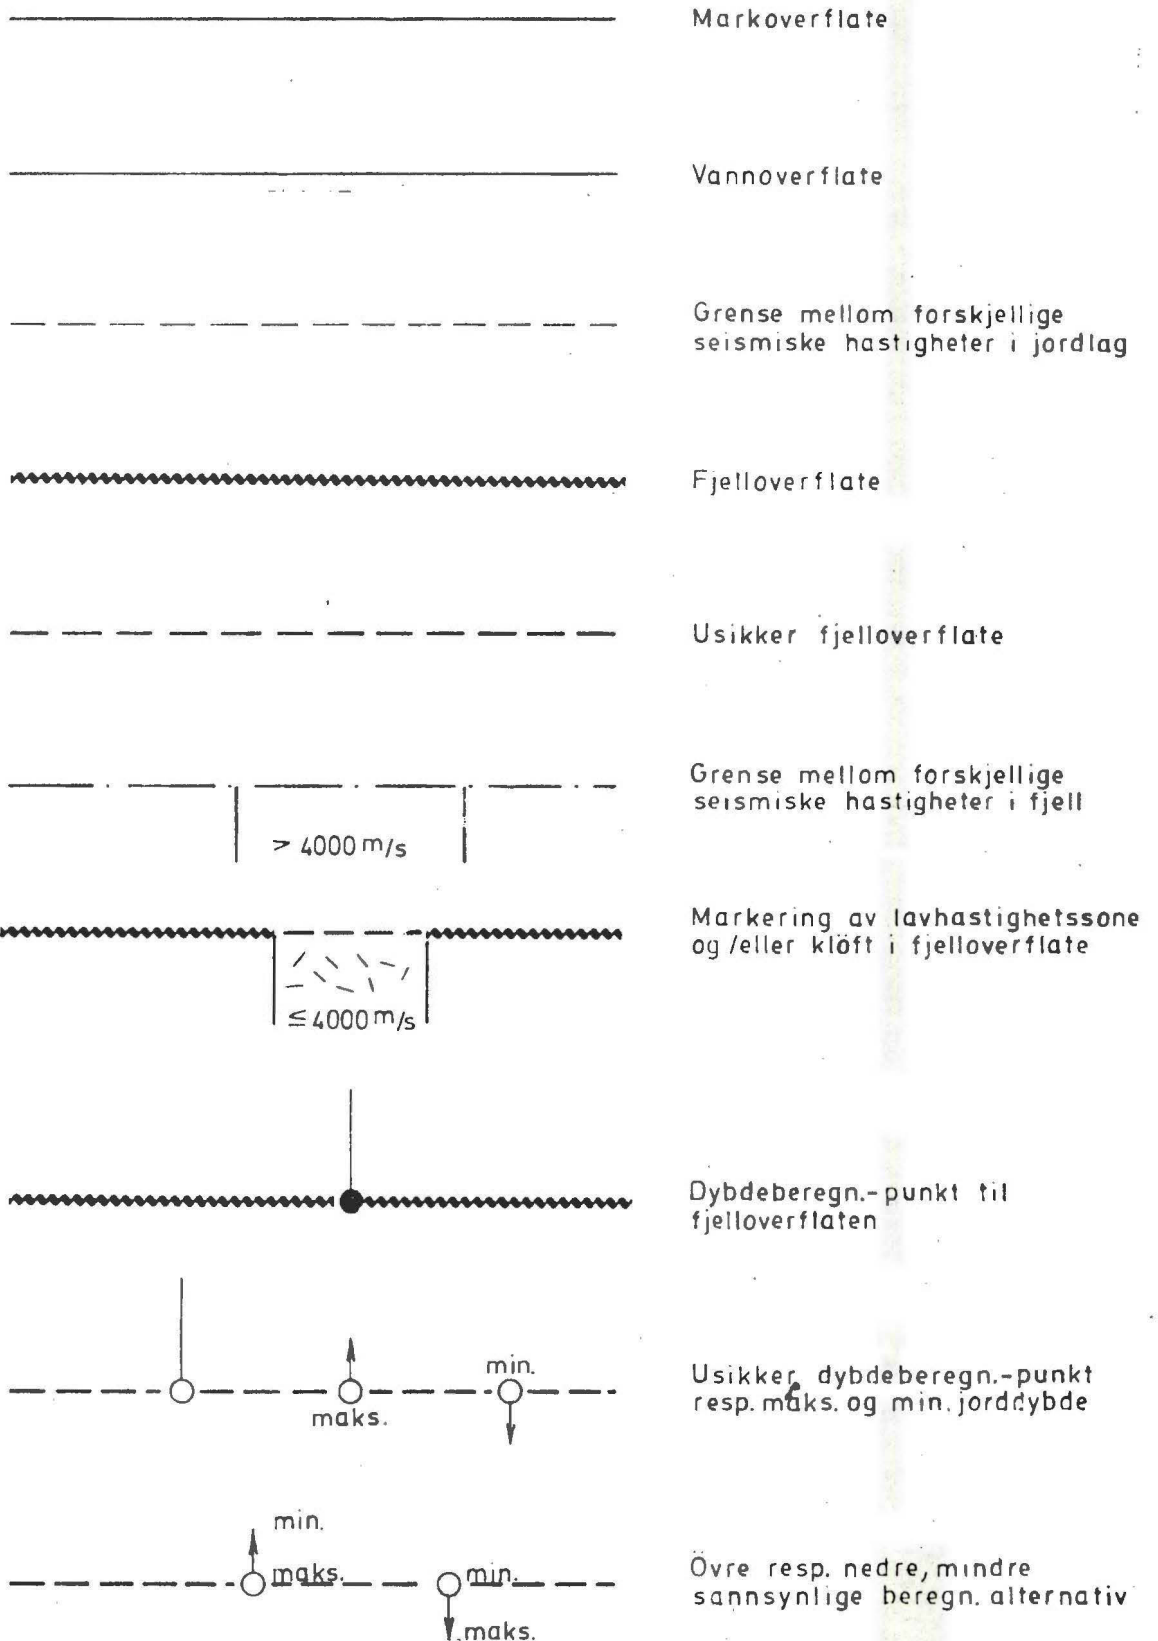 Markoverflate
Vannoverflate
Grense mellom forskjellige
seismiske hastigheter i jordlag
Fjelloverflate
Usikker fjelloverflate
Grense mellom forskjellige
seismiske hastigheter i fjell
> 4000 m/s
Markering av lavhastighetssone
og/eller klöft i fjelloverflate
≤ 4000 m/s
Dybdeberegn.-punkt til
fjelloverflaten
min.
maks.
Usikker dybdeberegn.-punkt
resp. maks. og min. jorddybde
min.
maks.
min.
maks.
Övre resp. nedre, mindre
sannsynlige beregn. alternativ